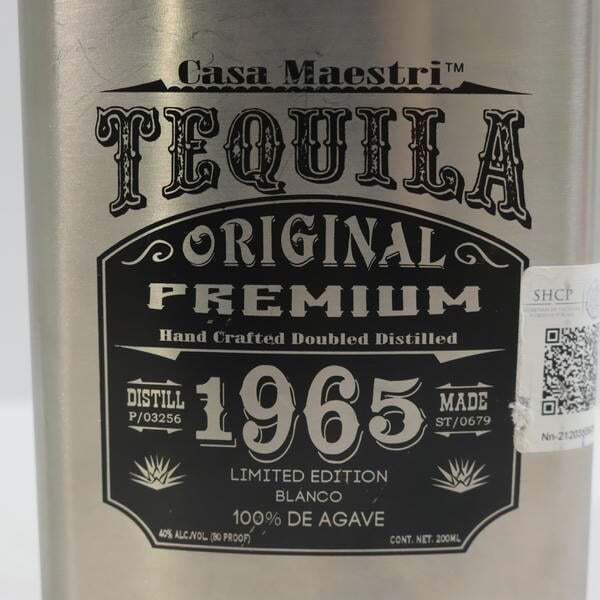 Casa Maestri™
TEQUILA
ORIGINAL
PREMIUM
Hand Crafted Doubled Distilled
DISTILL
P/03256
1965
MADE
ST/0679
LIMITED EDITION
BLANCO
100% DE AGAVE
40% ALC./VOL. (80 PROOF)
CONT. NET. 200ML
SHCP